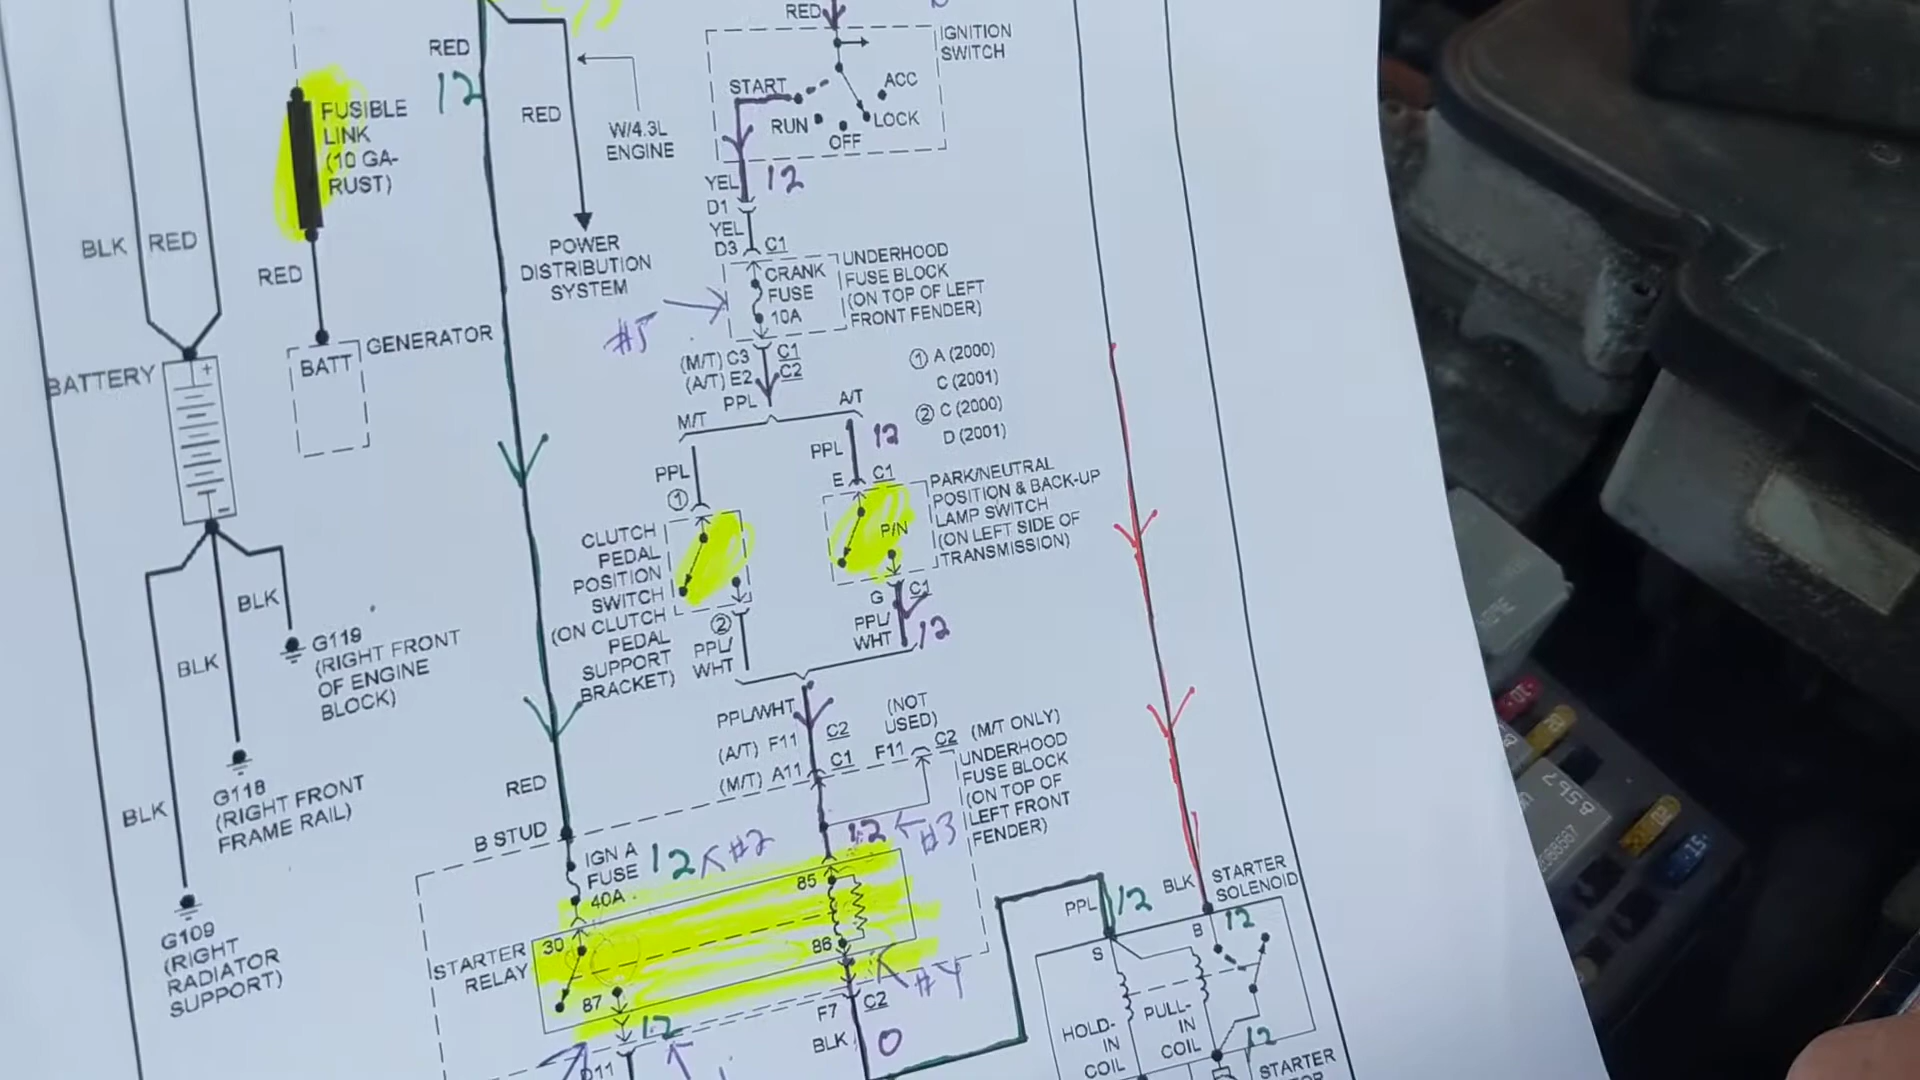 RED
IGNITION
SWITCH
RED
12
START
ACC
RED
RUN
LOCK
OFF
W/4.3L
ENGINE
FUSIBLE
LINK
(10 GA-
RUST)
YEL
12
D1
YEL
D3
C1
BLK
RED
RED
POWER
DISTRIBUTION
SYSTEM
CRANK
FUSE
10A
UNDERHOOD
FUSE BLOCK
(ON TOP OF LEFT
FRONT FENDER)
#5
BATT
GENERATOR
BATTERY
+
-
(M/T) C3
C1
(A/T) E2
C2
PPL
1 A (2000)
C (2001)
2 C (2000)
D (2001)
M/T
A/T
PPL
12
PPL
1
E
C1
PARK/NEUTRAL
POSITION & BACK-UP
LAMP SWITCH
(ON LEFT SIDE OF
TRANSMISSION)
P/N
CLUTCH
PEDAL
POSITION
SWITCH
(ON CLUTCH
PEDAL
SUPPORT
BRACKET)
2
PPL/
WHT
G
C1
PPL/
WHT
12
BLK
BLK
BLK
G119
(RIGHT FRONT
OF ENGINE
BLOCK)
G118
(RIGHT FRONT
FRAME RAIL)
G109
(RIGHT
RADIATOR
SUPPORT)
PPL/WHT
(A/T) F11
C2
(M/T) A11
C1
(NOT
USED)
F11
C2
(M/T ONLY)
UNDERHOOD
FUSE BLOCK
(ON TOP OF
LEFT FRONT
FENDER)
RED
B STUD
IGN A
FUSE
40A
12
#2
12
#3
85
86
30
87
STARTER
RELAY
#4
12
D11
F7
C2
BLK
0
PPL
12
BLK
STARTER
SOLENOID
S
B
12
HOLD-
IN
COIL
PULL-
IN
COIL
12
STARTER
20
8567
15